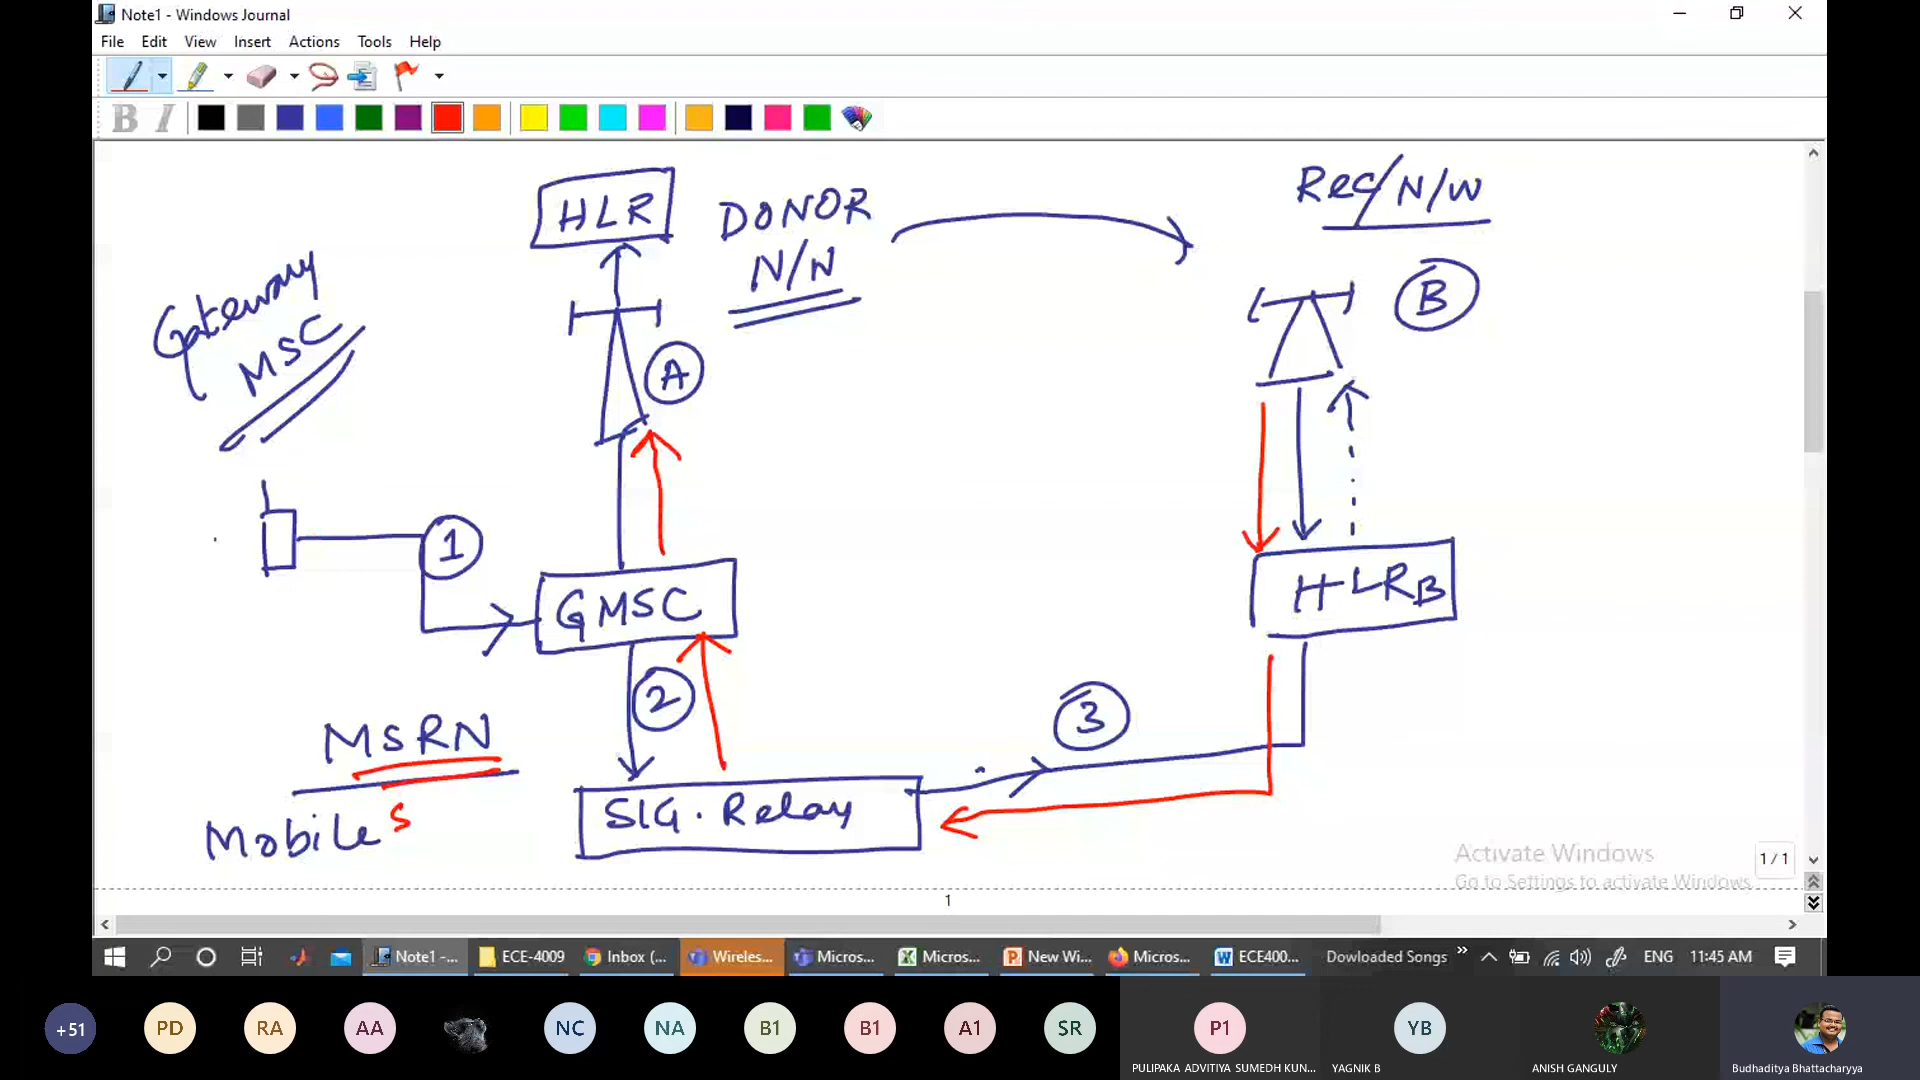 Note1 - Windows Journal
File Edit View Insert Actions Tools Help
B I
HLR
DONOR
N/W
Rec/N/W
B
Gateway
MSC
A
1
GMSC
HLRB
2
3
MSRN
Mobile s
SIG. Relay
Activate Windows
Go to Settings to activate Windows.
1 / 1
1
Note1 -... ECE-4009 Inbox (... Wireles... Micros... Micros... New Wi... Micros... ECE400... Dowloaded Songs » ENG 11:45 AM
+51 PD RA AA NC NA B1 B1 A1 SR P1 YB
PULIPAKA ADVITIYA SUMEDH KUN... YAGNIK B ANISH GANGULY Budhaditya Bhattacharyya